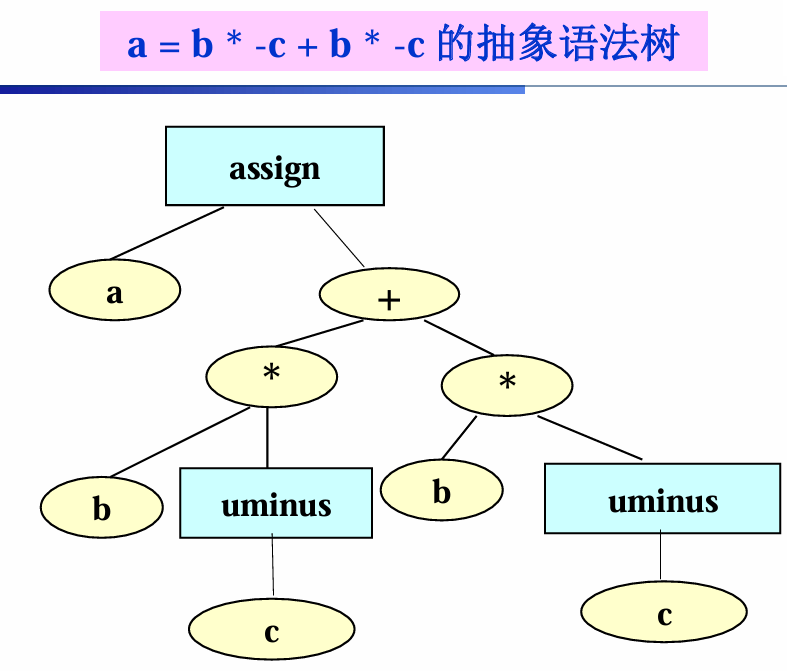 a = b * -c + b * -c 的抽象语法树
assign
a
+
*
*
b
uminus
b
uminus
c
c